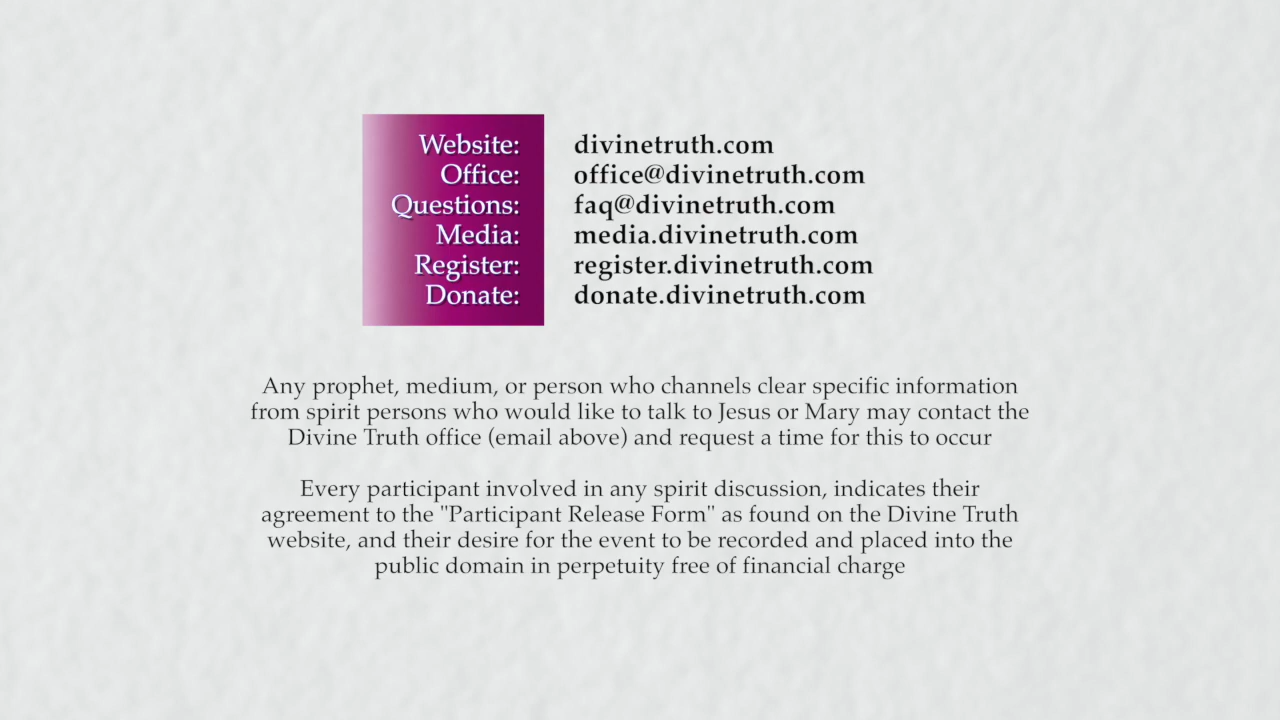 Website: divinetruth.com
Office: office@divinetruth.com
Questions: faq@divinetruth.com
Media: media.divinetruth.com
Register: register.divinetruth.com
Donate: donate.divinetruth.com
Any prophet, medium, or person who channels clear specific information
from spirit persons who would like to talk to Jesus or Mary may contact the
Divine Truth office (email above) and request a time for this to occur
Every participant involved in any spirit discussion, indicates their
agreement to the "Participant Release Form" as found on the Divine Truth
website, and their desire for the event to be recorded and placed into the
public domain in perpetuity free of financial charge